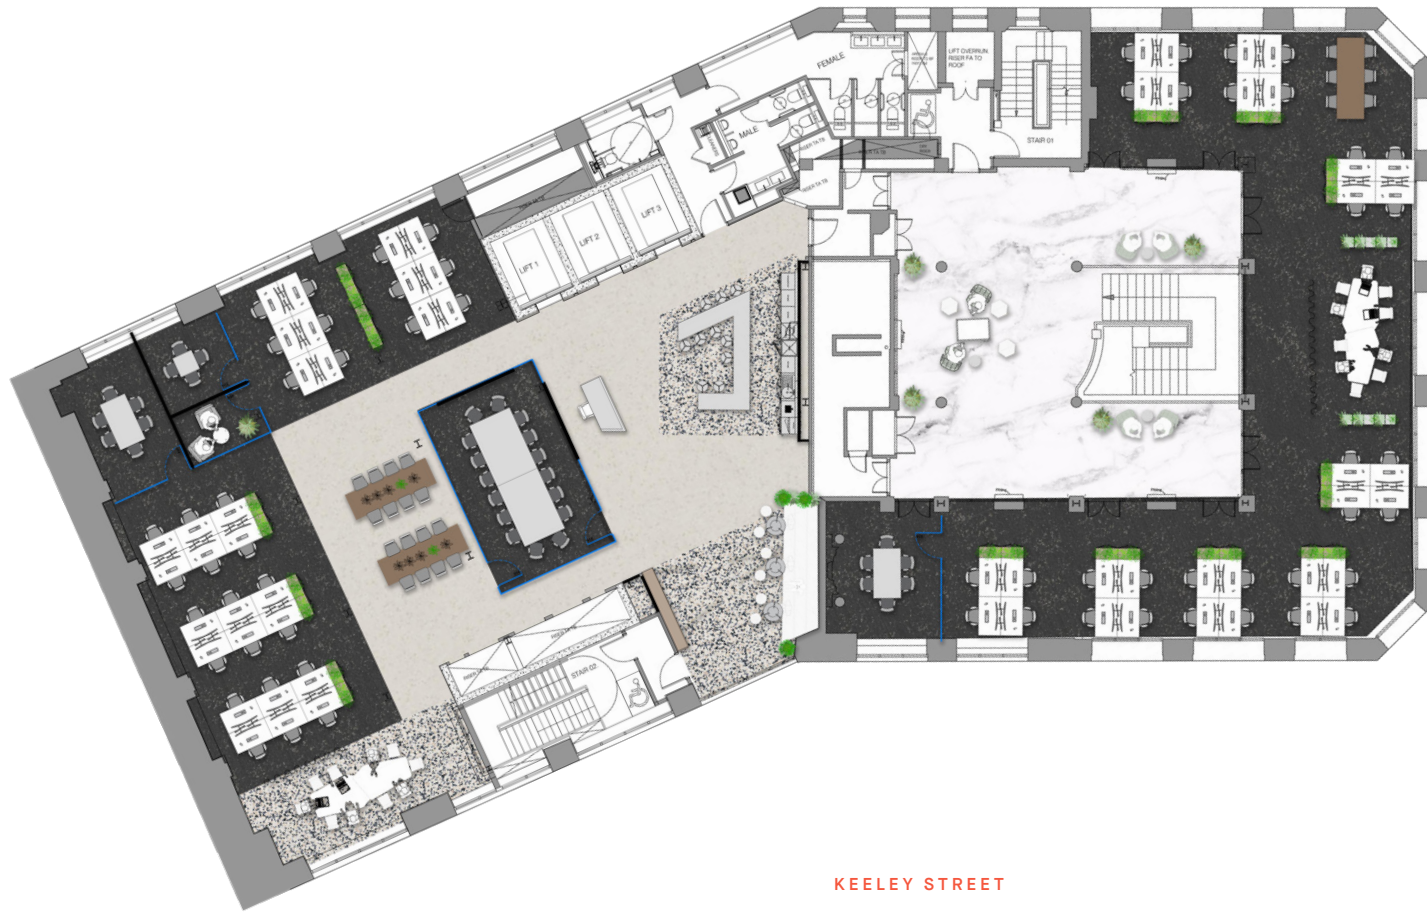 FEMALE
LIFT OVERRUN
RISER FA TO
ROOF
MALE
STAIR 01
LIFT 3
LIFT 2
LIFT 1
STAIR 02
KEELEY STREET